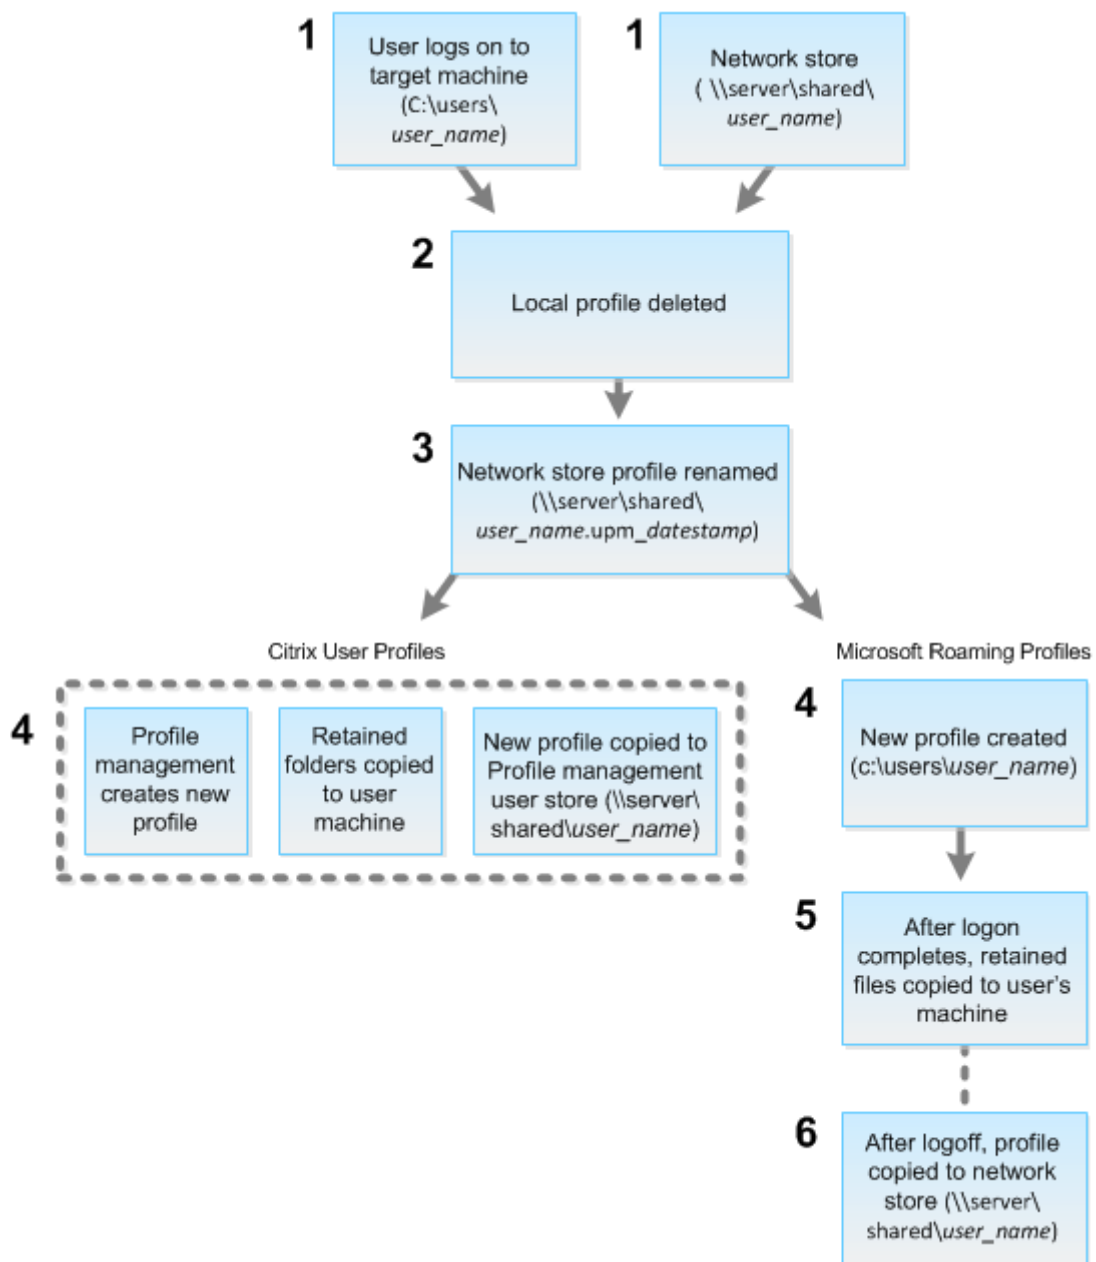 1
User logs on to
target machine
(C:\users\
user_name)
1
Network store
( \\server\shared\
user_name)
2
Local profile deleted
3
Network store profile renamed
(\\server\shared\
user_name.upm_datestamp)
Citrix User Profiles
4
Profile
management
creates new
profile
Retained
folders copied
to user
machine
New profile copied to
Profile management
user store (\\server\
shared\user_name)
Microsoft Roaming Profiles
4
New profile created
(c:\users\user_name)
5
After logon
completes, retained
files copied to user's
machine
6
After logoff, profile
copied to network
store (\\server\
shared\user_name)